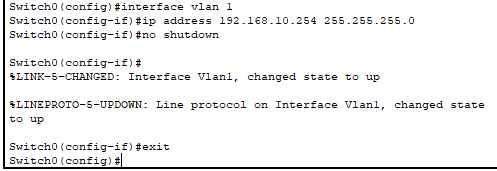 Switch0(config)#interface vlan 1
Switch0(config-if)#ip address 192.168.10.254 255.255.255.0
Switch0(config-if)#no shutdown
Switch0(config-if)#
%LINK-5-CHANGED: Interface Vlan1, changed state to up
%LINEPROTO-5-UPDOWN: Line protocol on Interface Vlan1, changed state
to up
Switch0(config-if)#exit
Switch0(config)#